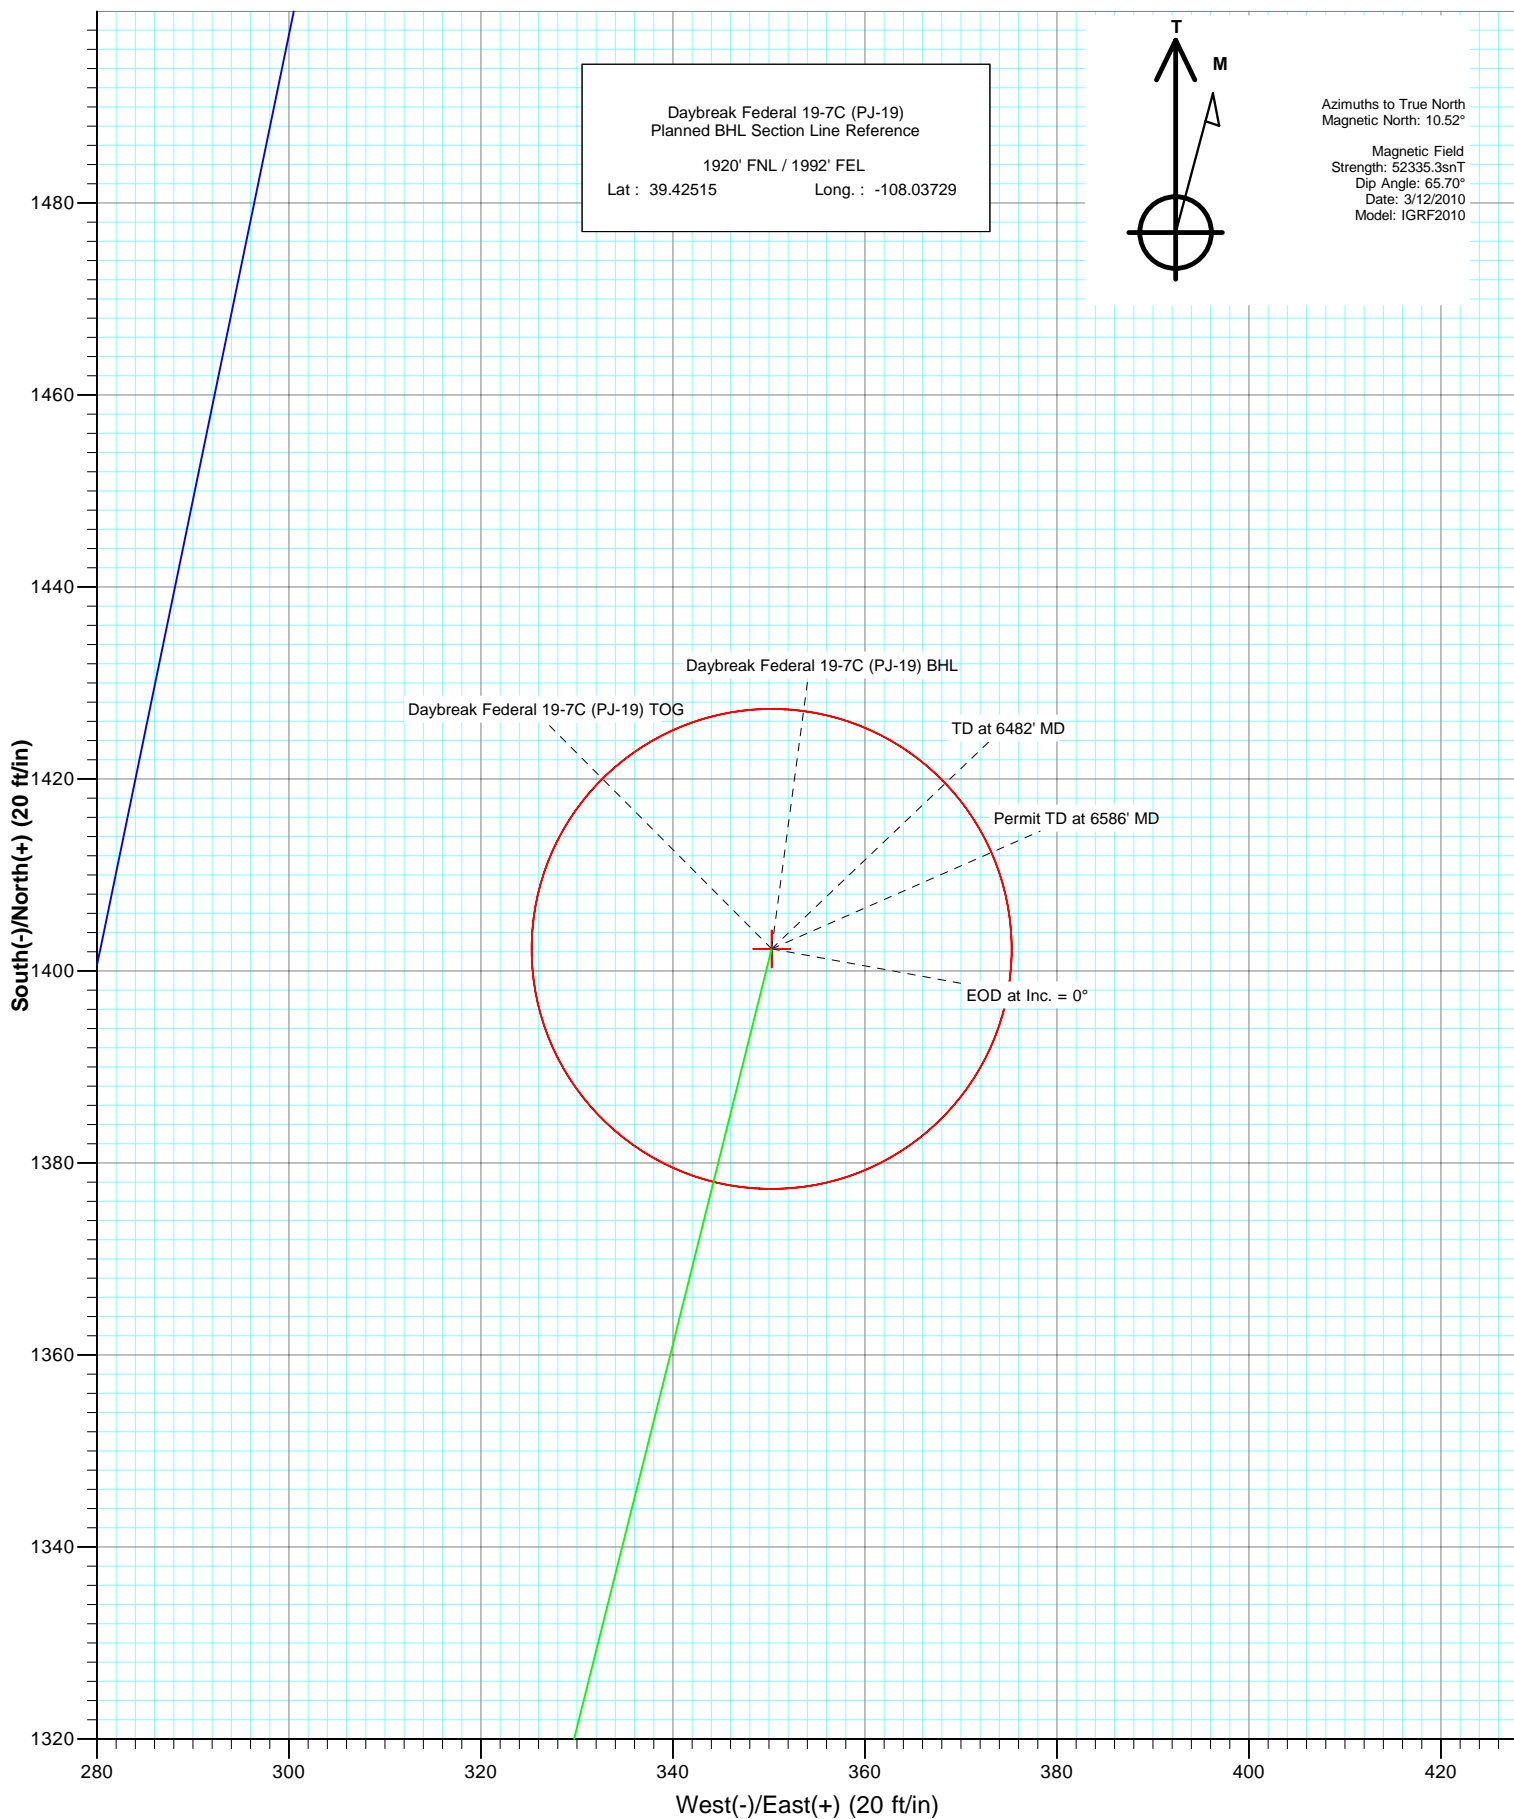 T
M
Azimuths to True North
Magnetic North: 10.52°
Magnetic Field
Strength: 52335.3snT
Dip Angle: 65.70°
Date: 3/12/2010
Model: IGRF2010
Daybreak Federal 19-7C (PJ-19)
Planned BHL Section Line Reference
1920' FNL / 1992' FEL
Lat : 39.42515 Long. : -108.03729
1480
1460
1440
1420
1400
1380
1360
1340
1320
South(-)/North(+) (20 ft/in)
Daybreak Federal 19-7C (PJ-19) BHL
Daybreak Federal 19-7C (PJ-19) TOG
TD at 6482' MD
Permit TD at 6586' MD
EOD at Inc. = 0°
280 300 320 340 360 380 400 420
West(-)/East(+) (20 ft/in)